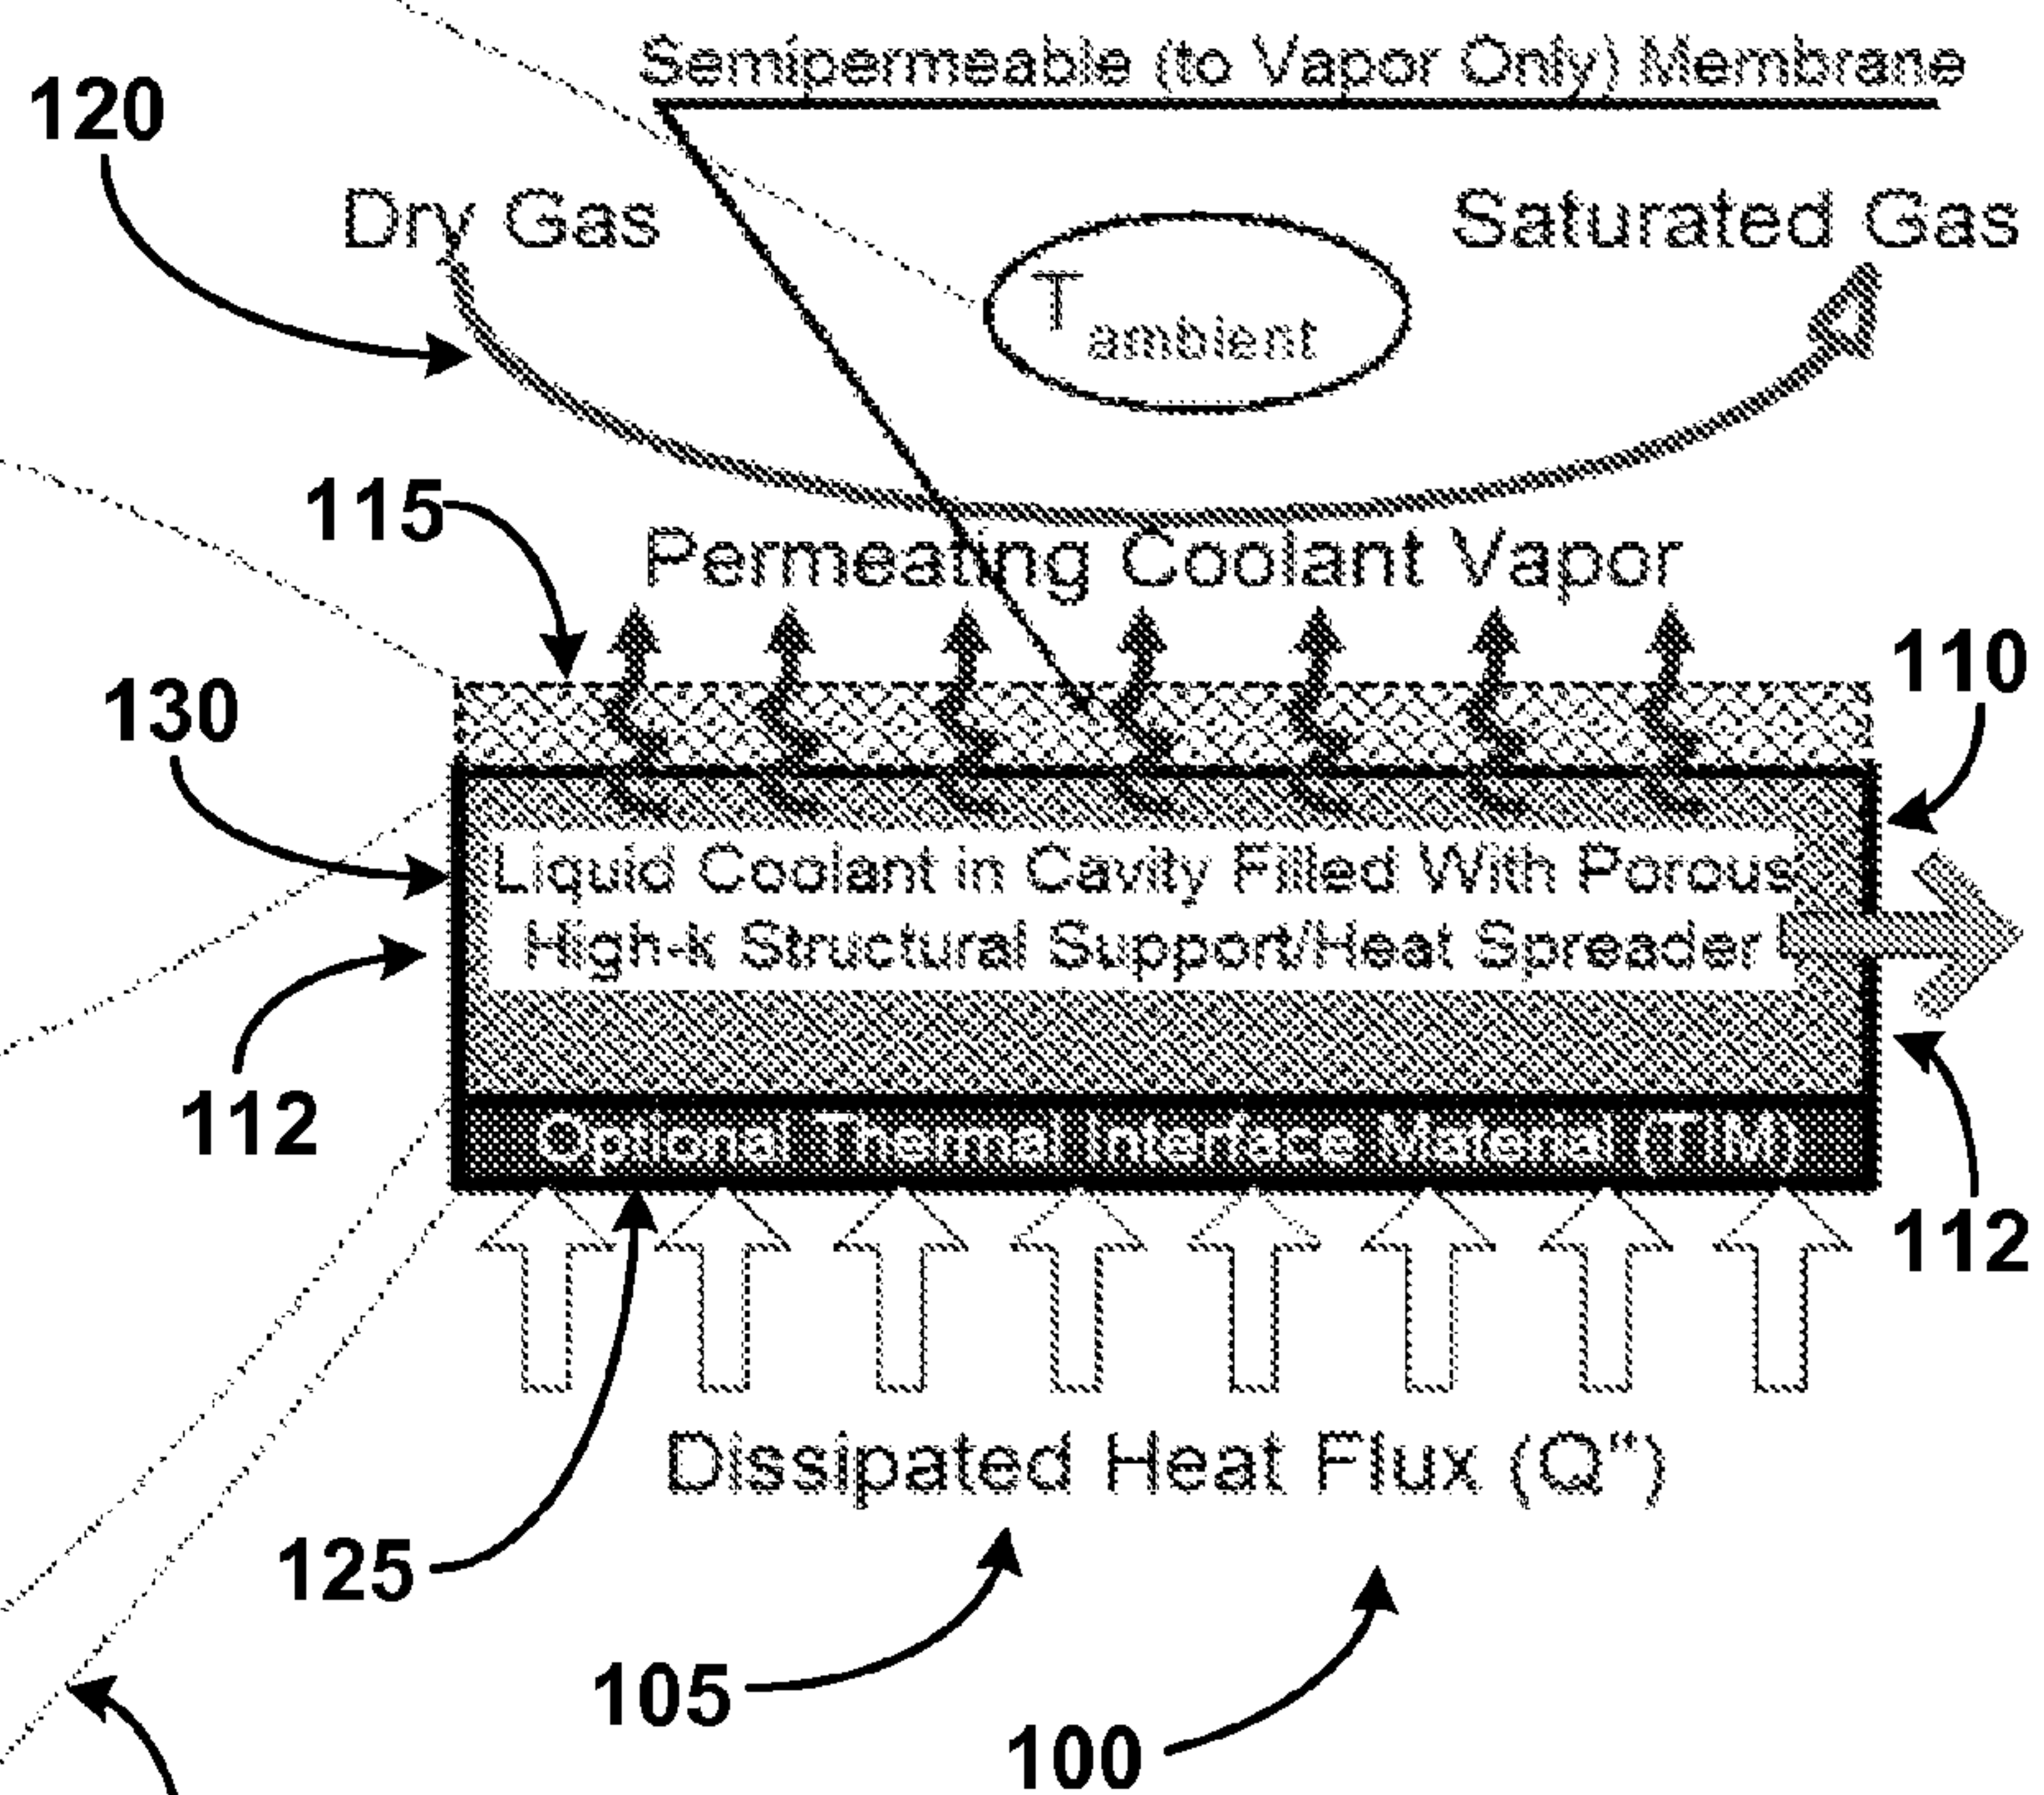 Semipermeable (to Vapor Only) Membrane
120
Dry Gas
Saturated Gas
T ambient
115
Permeating Coolant Vapor
110
130
Liquid Coolant in Cavity Filled With Porous
High-k Structural Support/Heat Spreader
112
Optional Thermal Interface Material (TIM)
112
Dissipated Heat Flux (Q")
125
105
100